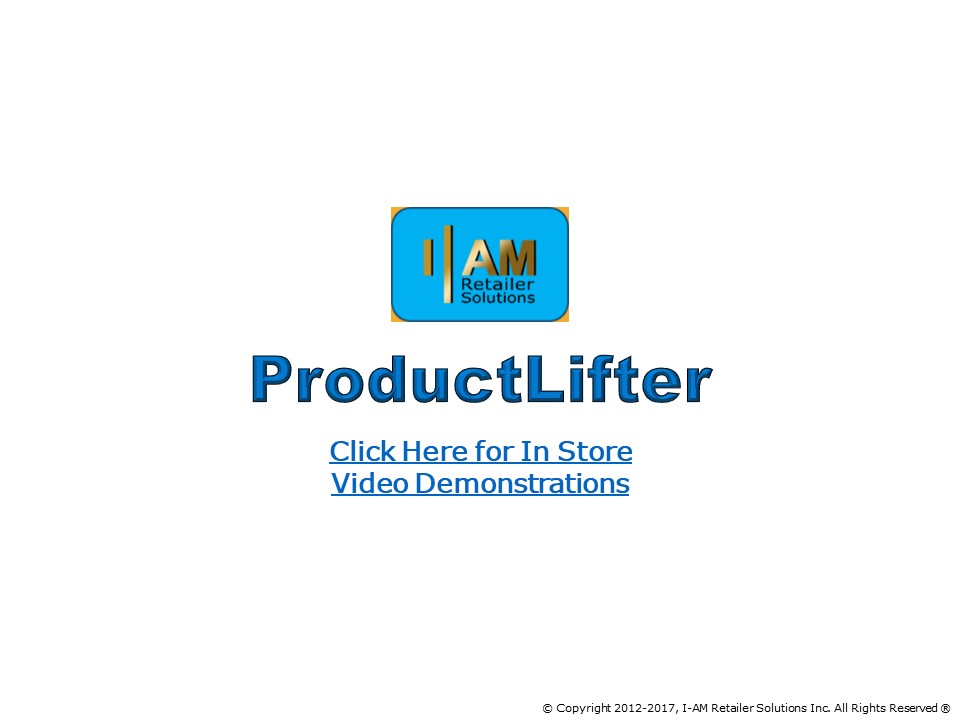 I AM
Retailer
Solutions
ProductLifter
Click Here for In Store
Video Demonstrations
© Copyright 2012-2017, I-AM Retailer Solutions Inc. All Rights Reserved ®